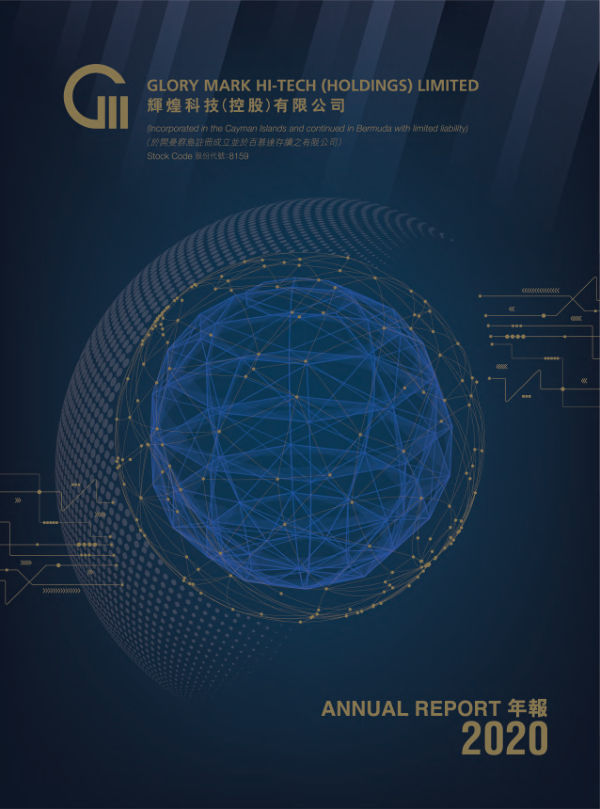 GLORY MARK HI-TECH (HOLDINGS) LIMITED
輝煌科技(控股)有限公司
(Incorporated in the Cayman Islands and continued in Bermuda with limited liability)
(於開曼群島註冊成立並於百慕達存續之有限公司)
Stock Code 股份代號: 8159
ANNUAL REPORT 年報
2020